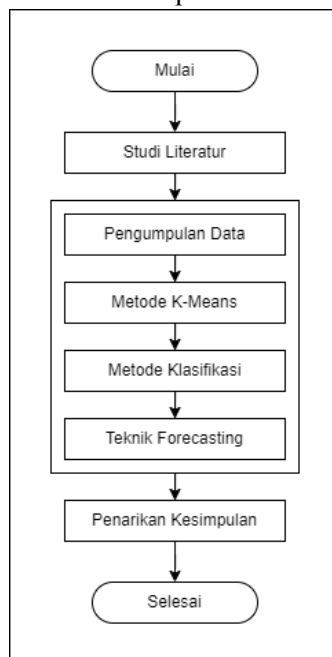 Mulai
Studi Literatur
Pengumpulan Data
Metode K-Means
Metode Klasifikasi
Teknik Forecasting
Penarikan Kesimpulan
Selesai